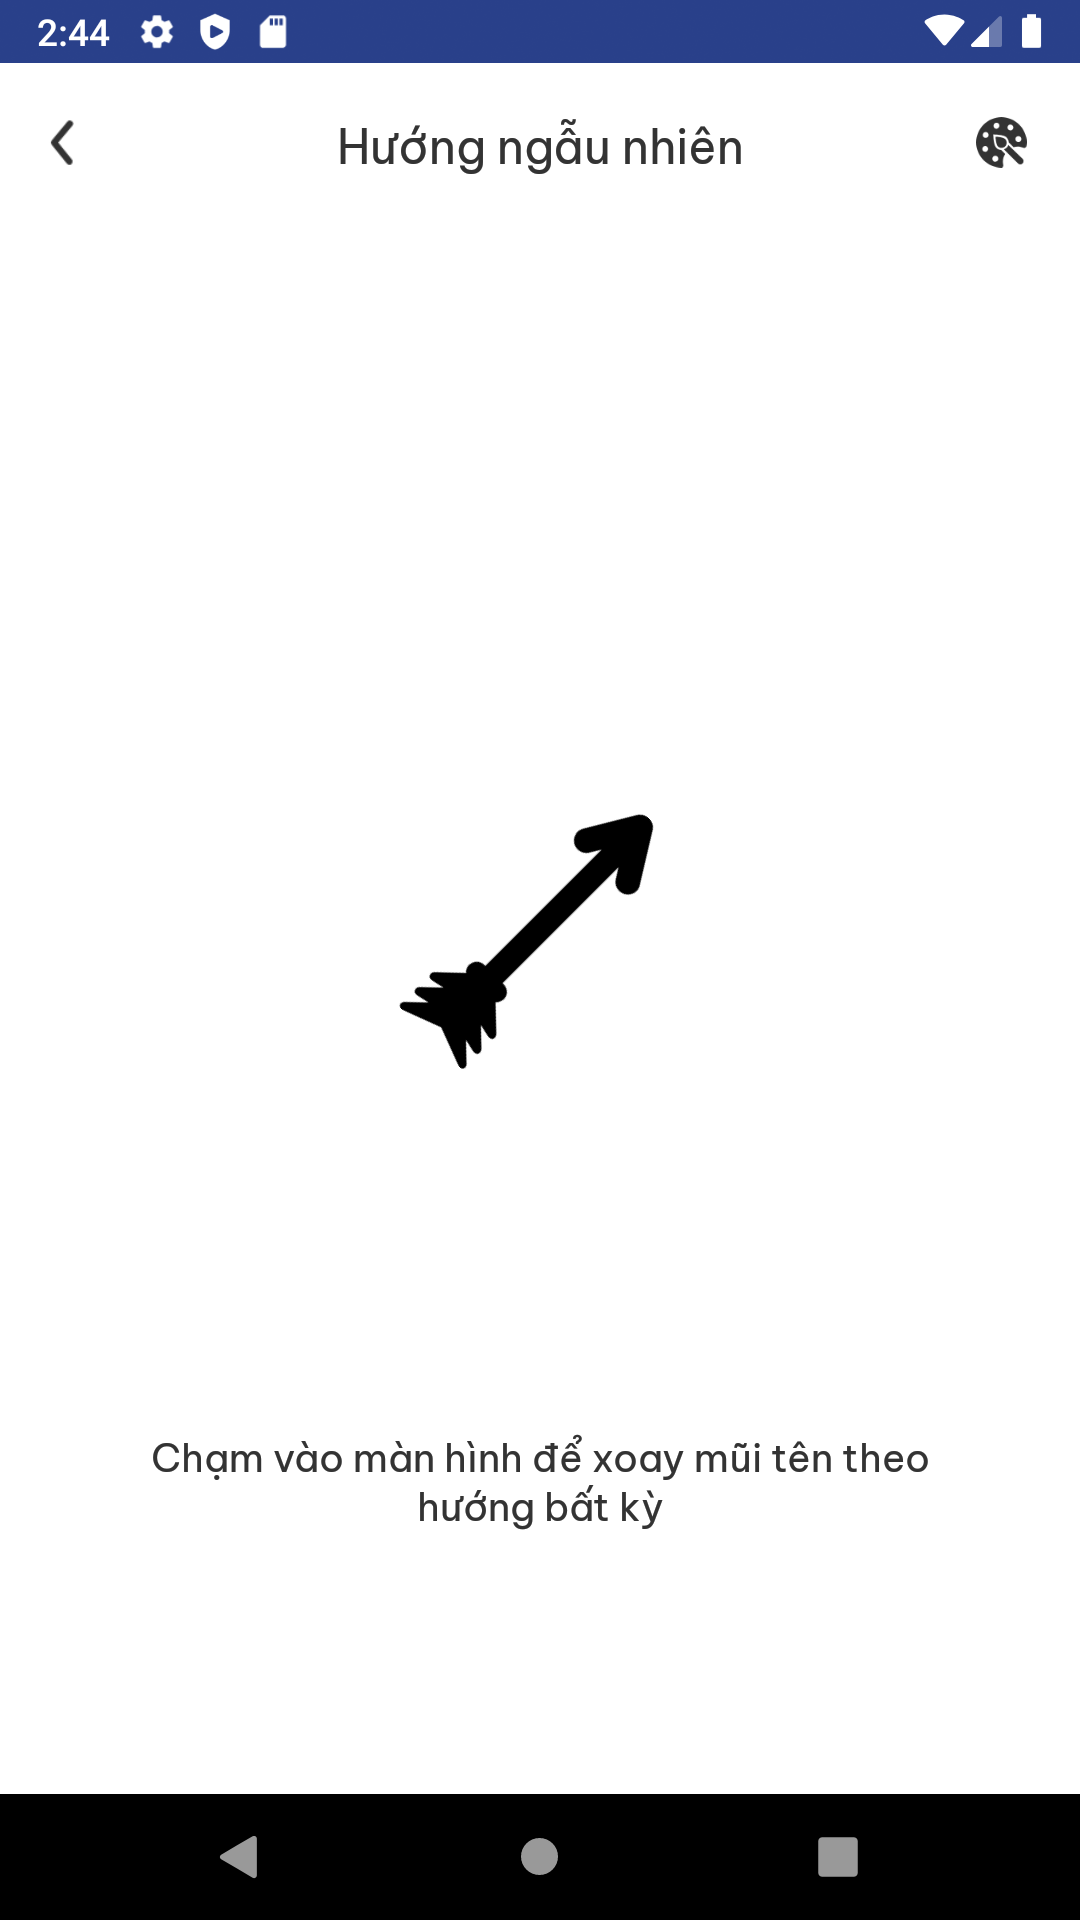 2:44
Hướng ngẫu nhiên
Chạm vào màn hình để xoay mũi tên theo
hướng bất kỳ